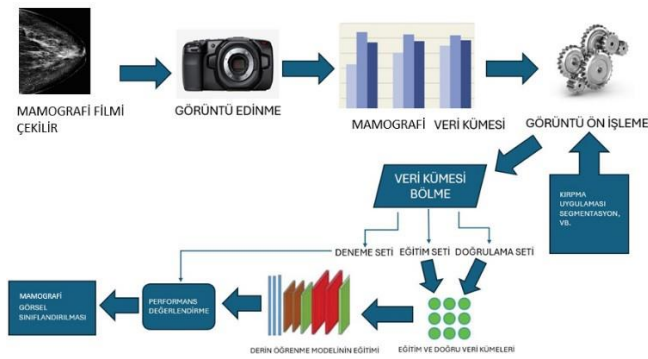 MAMOGRAFİ FİLMİ
ÇEKİLİR
GÖRÜNTÜ EDİNME
MAMOGRAFİ VERİ KÜMESİ
GÖRÜNTÜ ÖN İŞLEME
VERİ KÜMESİ
BÖLME
KIRPMA
UYGULAMASI
SEGMENTASYON,
VB.
DENEME SETİ EĞİTİM SETİ DOĞRULAMA SETİ
MAMOGRAFİ
GÖRSEL
SINIFLANDIRILMASI
PERFORMANS
DEĞERLENDİRME
DERİN ÖĞRENME MODELİNİN EĞİTİMİ
EĞİTİM VE DOĞRU VERİ KÜMELERİ